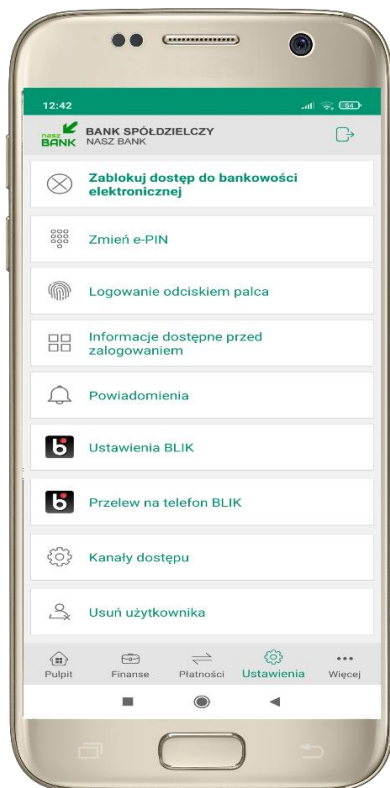 12:42
64
nasz
BANK
BANK SPÓŁDZIELCZY
NASZ BANK
Zablokuj dostęp do bankowości
elektronicznej
Zmień e-PIN
Logowanie odciskiem palca
Informacje dostępne przed
zalogowaniem
Powiadomienia
Ustawienia BLIK
Przelew na telefon BLIK
Kanały dostępu
Usuń użytkownika
Pulpit Finanse Płatności Ustawienia Więcej